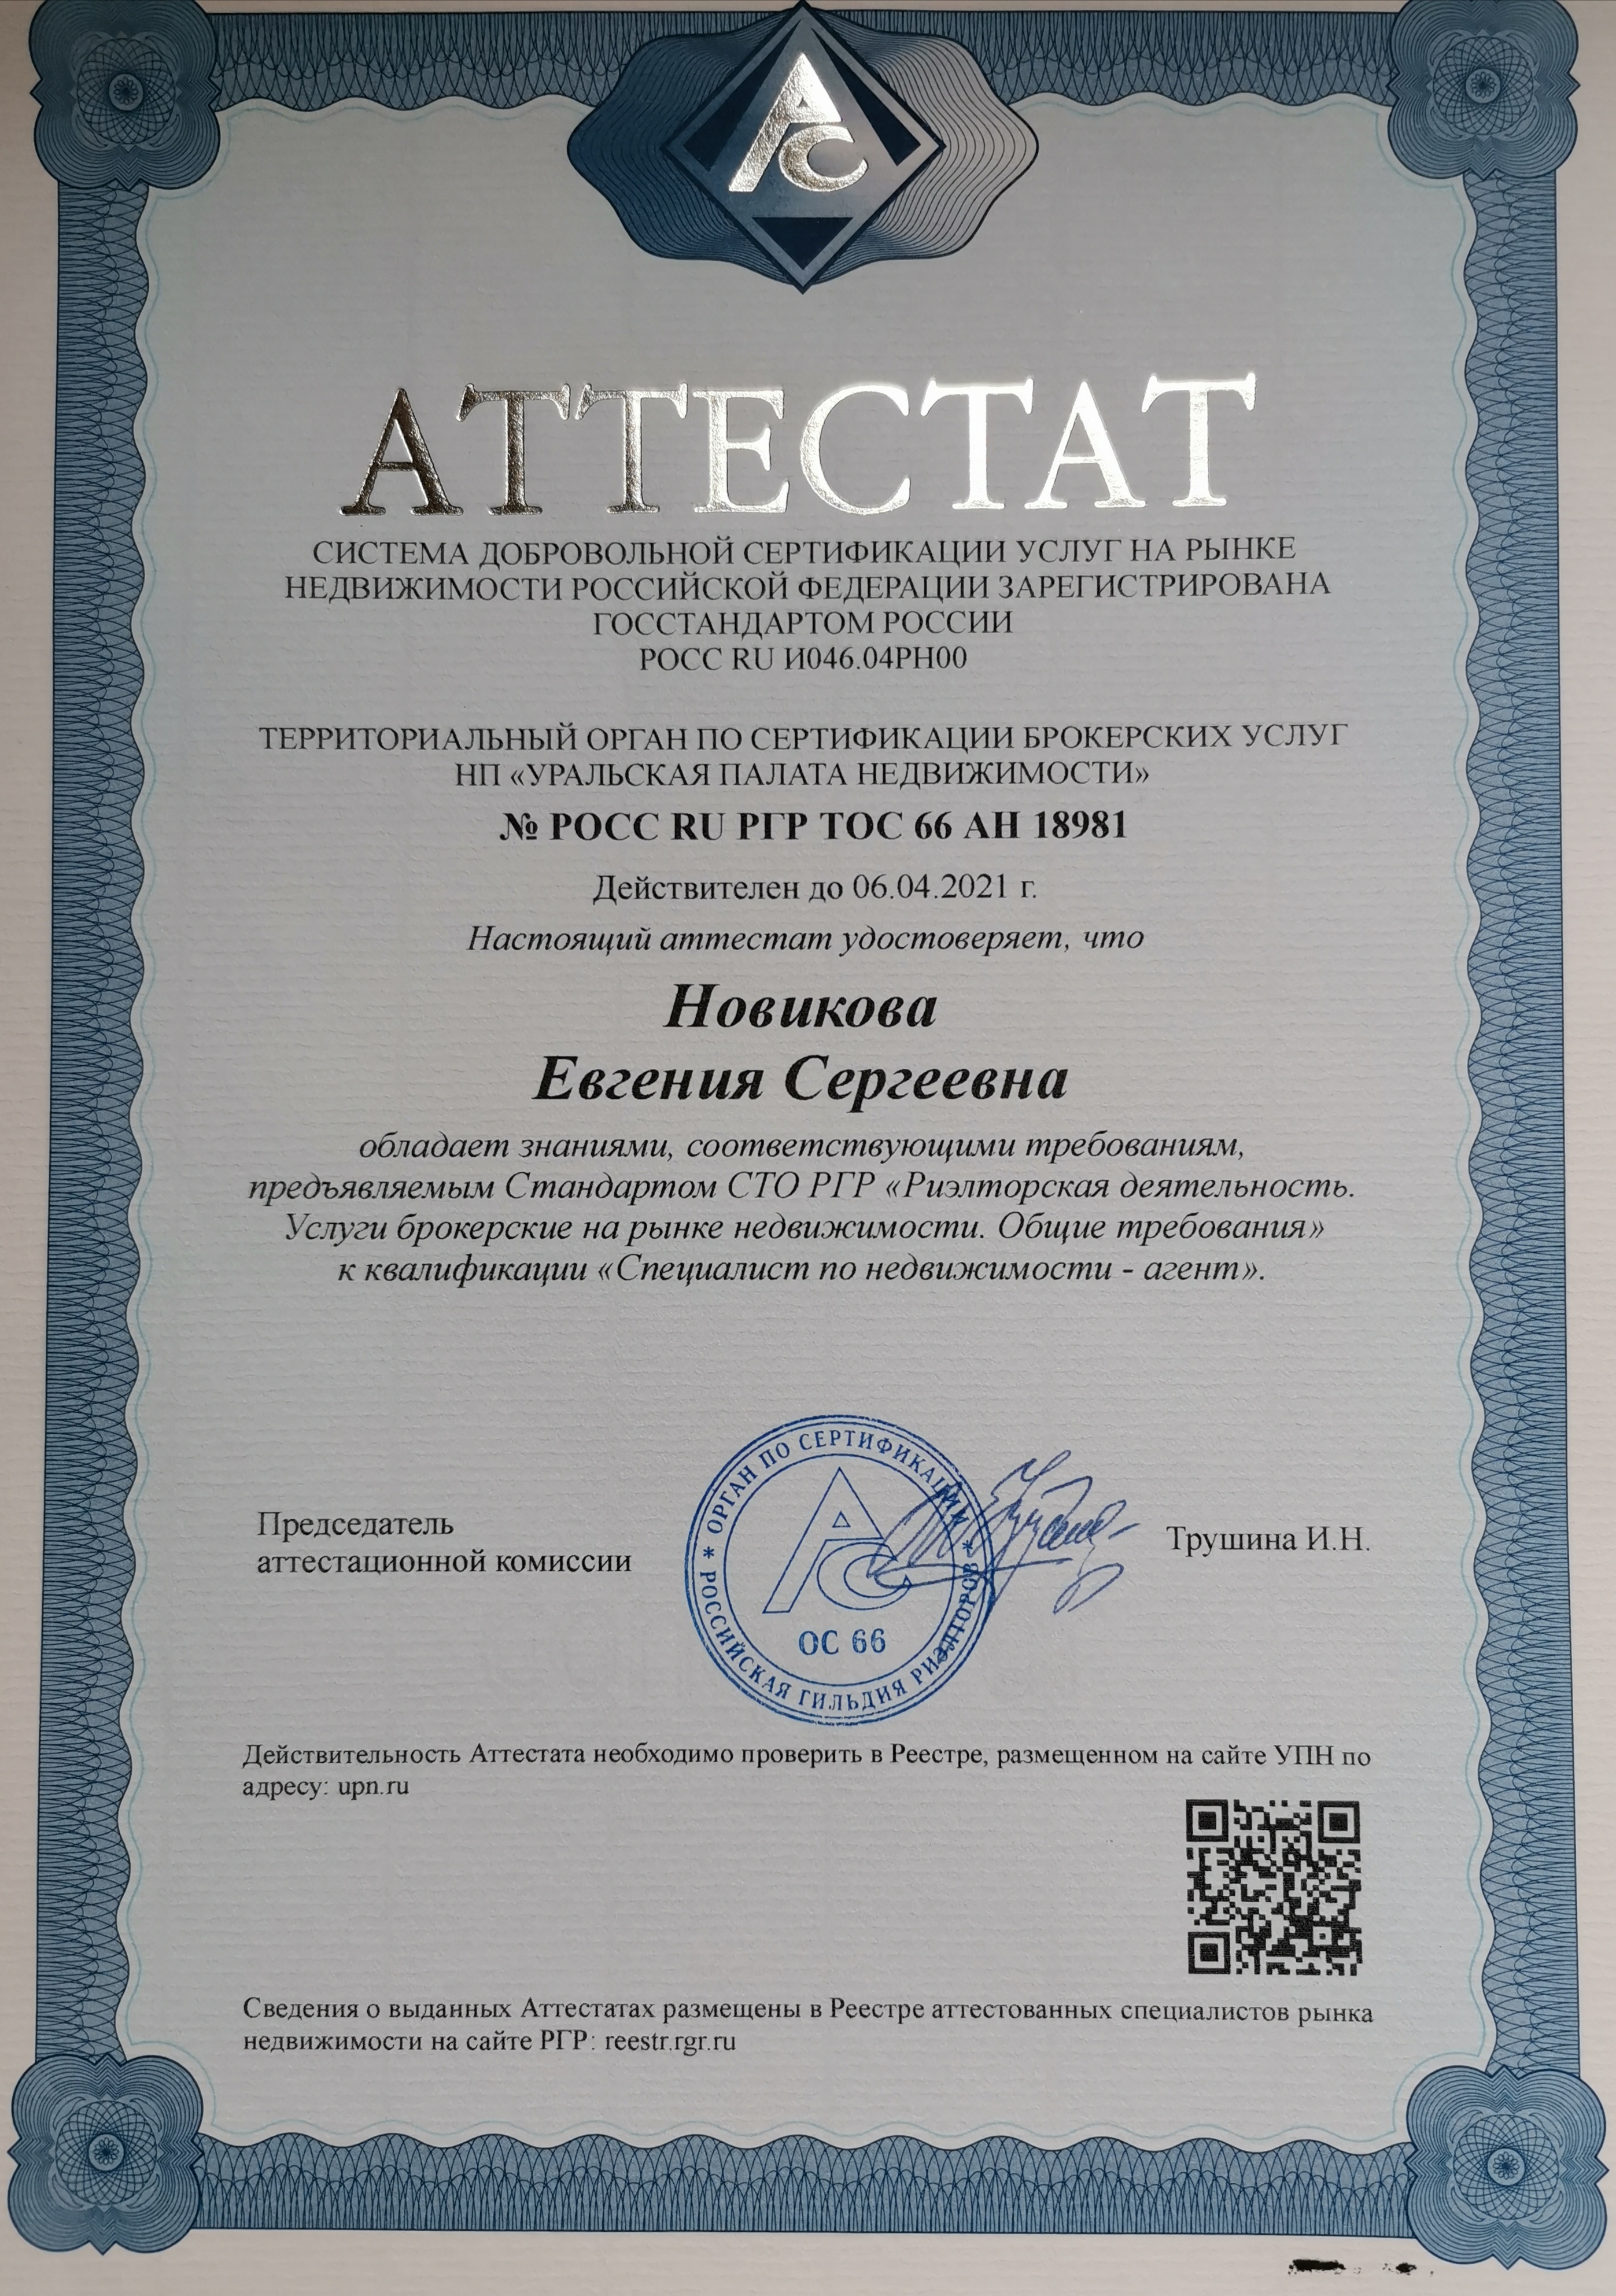 АС
АТТЕСТАТ
СИСТЕМА ДОБРОВОЛЬНОЙ СЕРТИФИКАЦИИ УСЛУГ НА РЫНКЕ
НЕДВИЖИМОСТИ РОССИЙСКОЙ ФЕДЕРАЦИИ ЗАРЕГИСТРИРОВАНА
ГОССТАНДАРТОМ РОССИИ
РОСС RU И046.04РН00
ТЕРРИТОРИАЛЬНЫЙ ОРГАН ПО СЕРТИФИКАЦИИ БРОКЕРСКИХ УСЛУГ
НП «УРАЛЬСКАЯ ПАЛАТА НЕДВИЖИМОСТИ»
№ РОСС RU РГР ТОС 66 АН 18981
Действителен до 06.04.2021 г.
Настоящий аттестат удостоверяет, что
Новикова
Евгения Сергеевна
обладает знаниями, соответствующими требованиям,
предъявляемым Стандартом СТО РГР «Риэлторская деятельность.
Услуги брокерские на рынке недвижимости. Общие требования»
к квалификации «Специалист по недвижимости - агент».
Председатель
аттестационной комиссии
* ОРГАН ПО СЕРТИФИКАЦИИ *
РОССИЙСКАЯ ГИЛЬДИЯ РИЭЛТОРОВ
АС
ОС 66
Трушина И.Н.
Действительность Аттестата необходимо проверить в Реестре, размещенном на сайте УПН по
адресу: upn.ru
Сведения о выданных Аттестатах размещены в Реестре аттестованных специалистов рынка
недвижимости на сайте РГР: reestr.rgr.ru